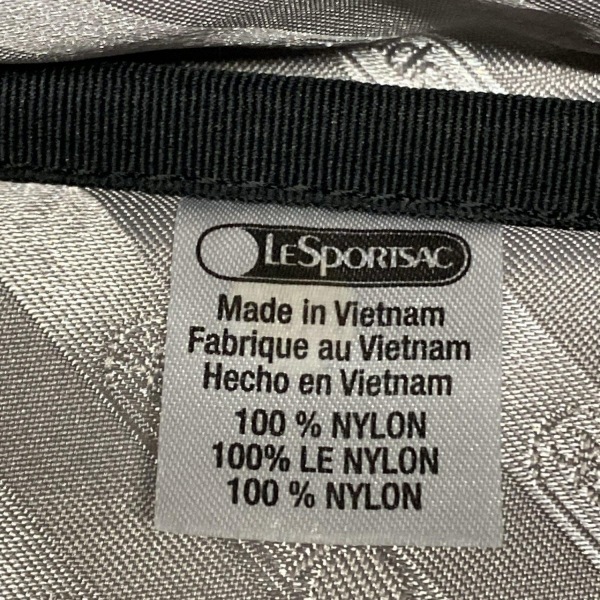 LeSportsac
Made in Vietnam
Fabrique au Vietnam
Hecho en Vietnam
100 % NYLON
100% LE NYLON
100 % NYLON